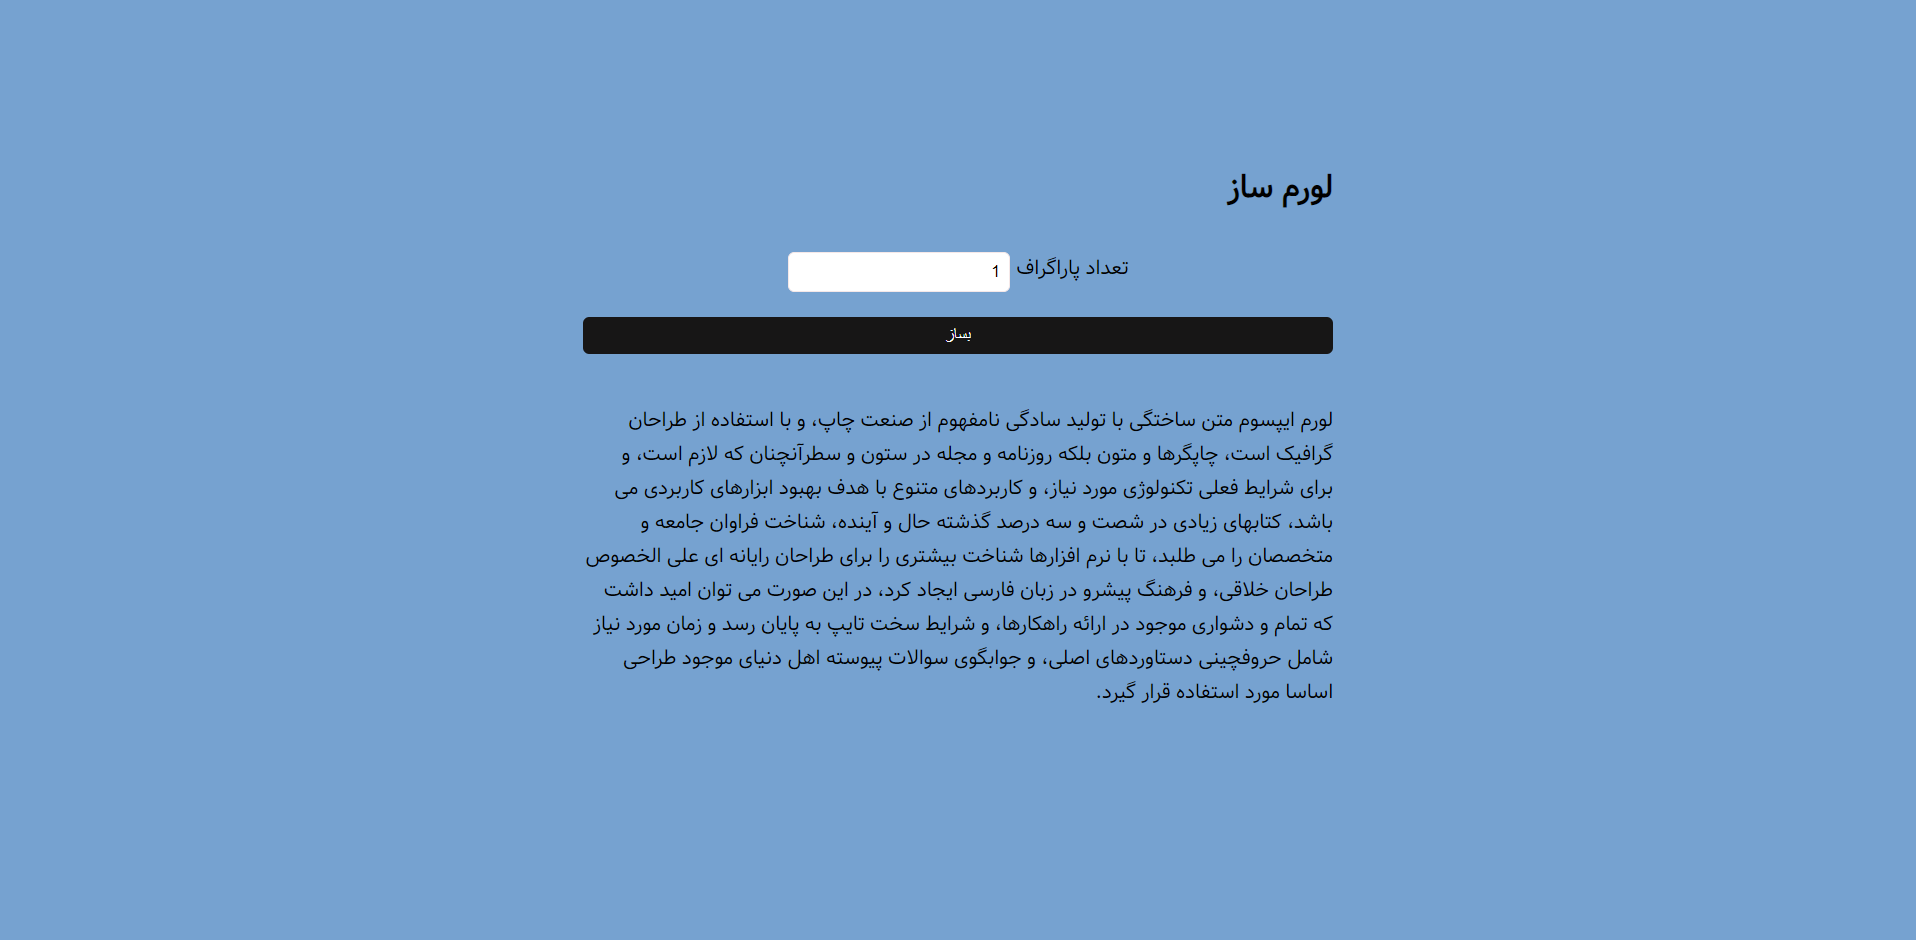 لورم ساز
تعداد پاراگراف 1
بساز
لورم ایپسوم متن ساختگی با تولید سادگی نامفهوم از صنعت چاپ، و با استفاده از طراحان
گرافیک است، چاپگرها و متون بلکه روزنامه و مجله در ستون و سطرآنچنان که لازم است، و
برای شرایط فعلی تکنولوژی مورد نیاز، و کاربردهای متنوع با هدف بهبود ابزارهای کاربردی می
باشد، کتابهای زیادی در شصت و سه درصد گذشته حال و آینده، شناخت فراوان جامعه و
متخصصان را می طلبد، تا با نرم افزارها شناخت بیشتری را برای طراحان رایانه ای علی الخصوص
طراحان خلاقی، و فرهنگ پیشرو در زبان فارسی ایجاد کرد، در این صورت می توان امید داشت
که تمام و دشواری موجود در ارائه راهکارها، و شرایط سخت تایپ به پایان رسد و زمان مورد نیاز
شامل حروفچینی دستاوردهای اصلی، و جوابگوی سوالات پیوسته اهل دنیای موجود طراحی
اساسا مورد استفاده قرار گیرد.